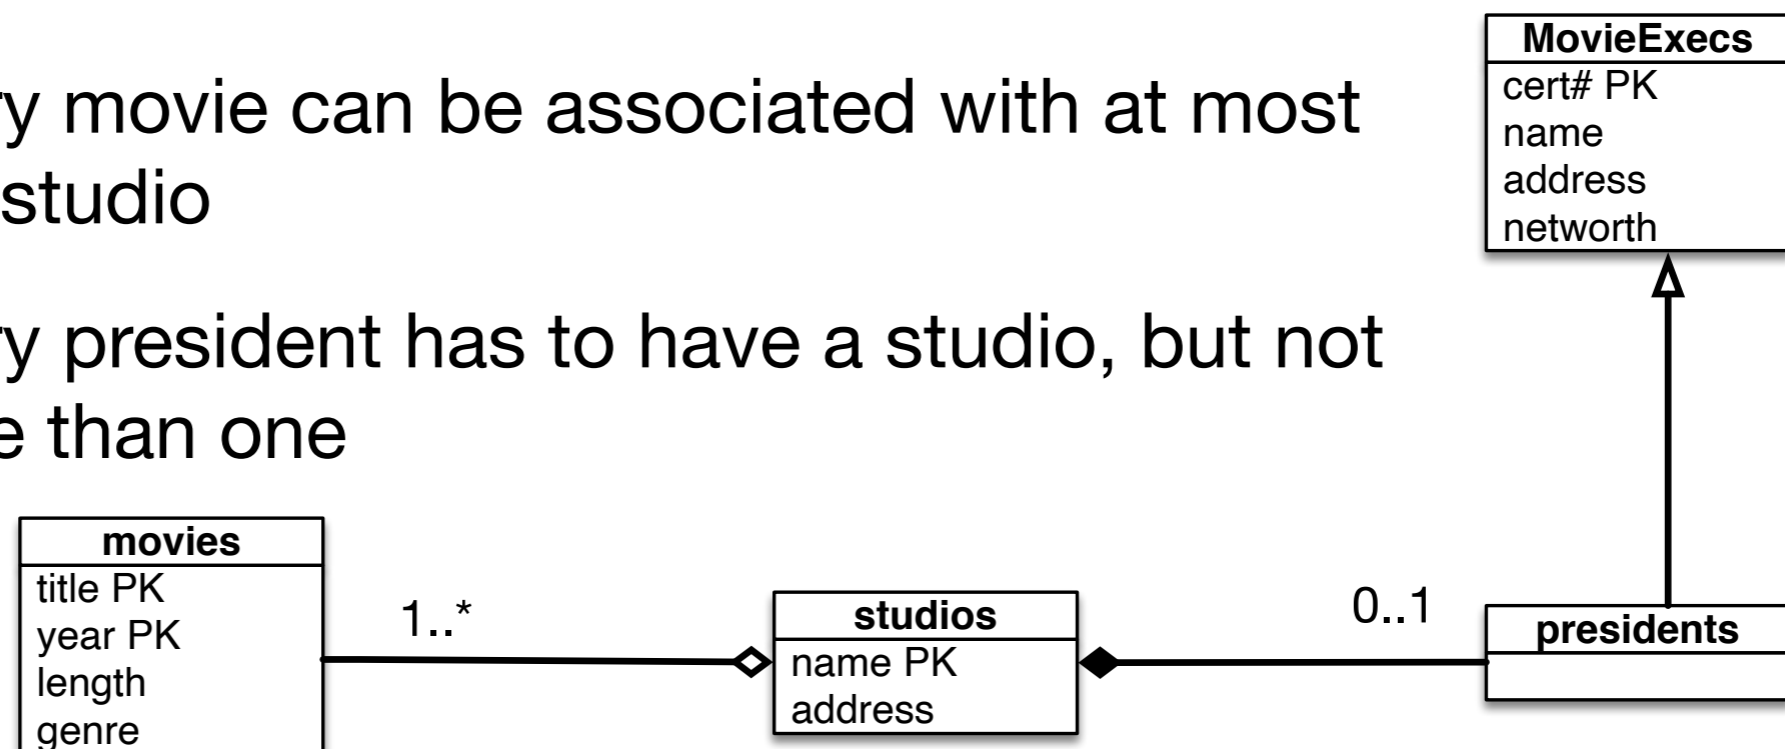 ry movie can be associated with at most
studio
ry president has to have a studio, but not
e than one
MovieExecs
cert# PK
name
address
networth
movies
title PK
year PK
length
genre
1..*
studios
name PK
address
0..1
presidents